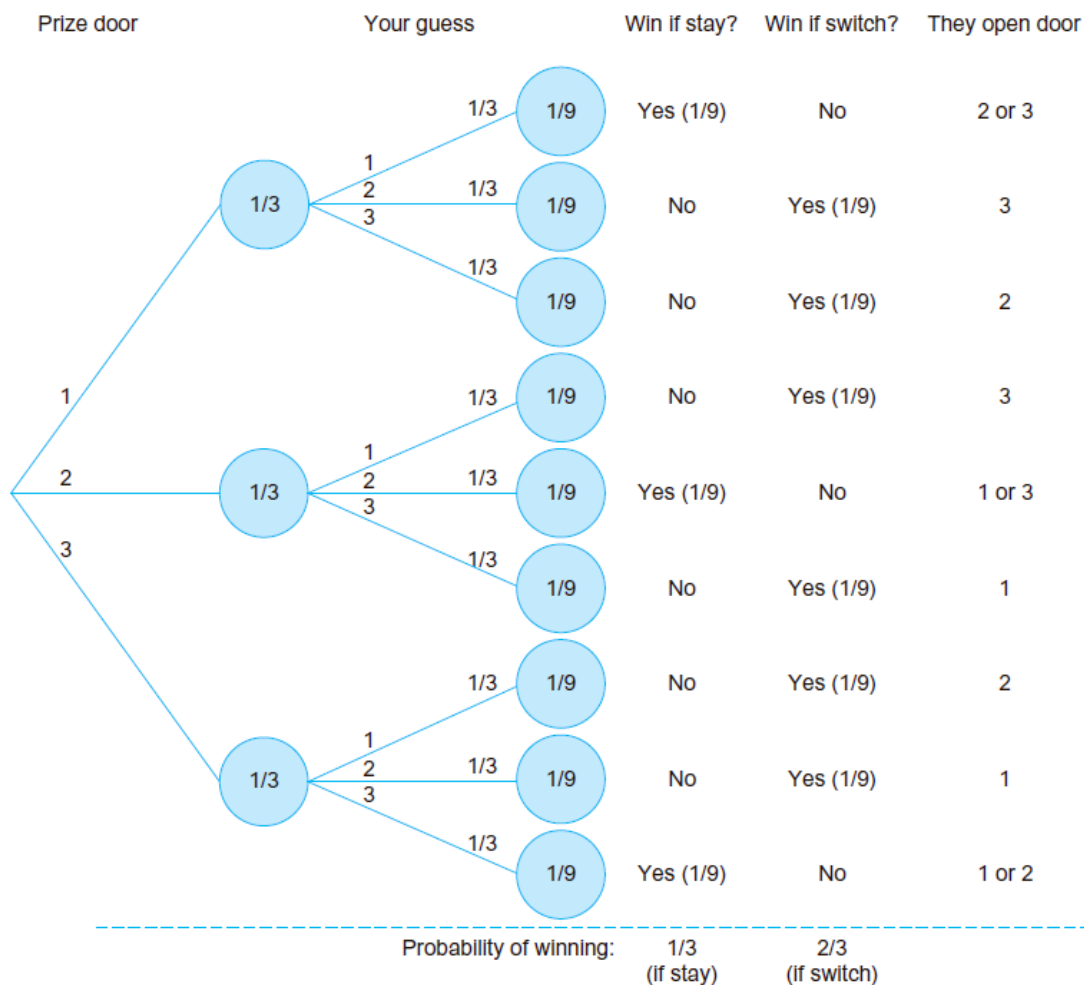 Prize door Your guess Win if stay? Win if switch? They open door
1/3 1/9 Yes (1/9) No 2 or 3
1
1/3 2 1/3 1/9 No Yes (1/9) 3
3
1/3 1/9 No Yes (1/9) 2
1 1/3 1/9 No Yes (1/9) 3
1
2 1/3 2 1/3 1/9 Yes (1/9) No 1 or 3
3
3 1/3 1/9 No Yes (1/9) 1
1/3 1/9 No Yes (1/9) 2
1
1/3 2 1/3 1/9 No Yes (1/9) 1
3
1/3 1/9 Yes (1/9) No 1 or 2
Probability of winning: 1/3 2/3
(if stay) (if switch)